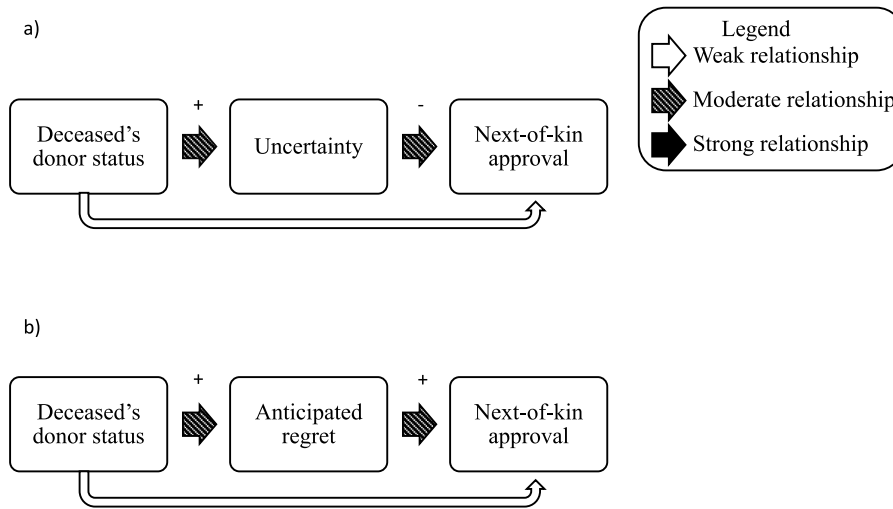 a)
Legend
Weak relationship
Moderate relationship
Strong relationship
+
-
Deceased's
donor status
Uncertainty
Next-of-kin
approval
b)
+
+
Deceased's
donor status
Anticipated
regret
Next-of-kin
approval